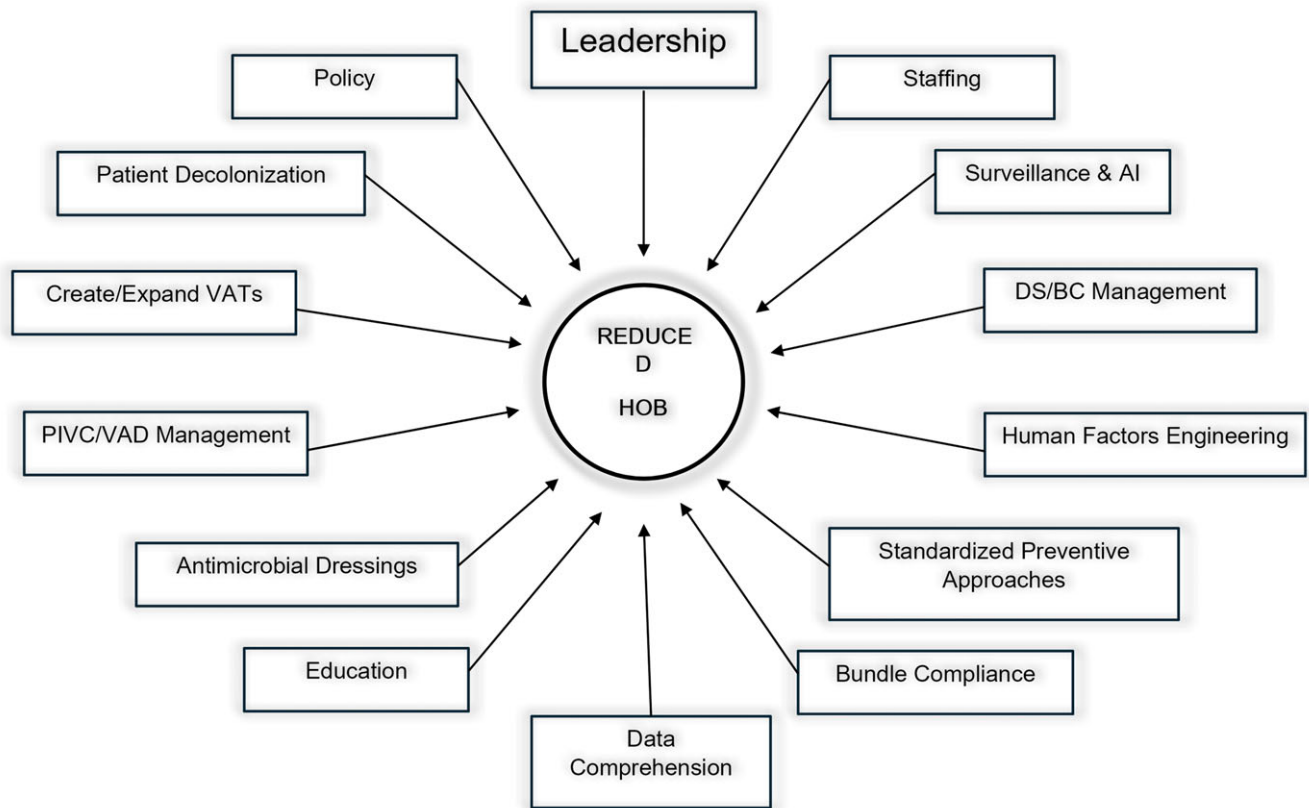 Leadership
Policy
Staffing
Patient Decolonization
Surveillance & AI
Create/Expand VATs
DS/BC Management
REDUCE
D
HOB
PIVC/VAD Management
Human Factors Engineering
Antimicrobial Dressings
Standardized Preventive
Approaches
Education
Bundle Compliance
Data
Comprehension